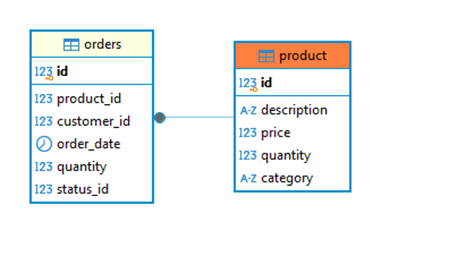 orders
123 id
123 product_id
123 customer_id
order_date
123 quantity
123 status_id
product
123 id
A-Z description
123 price
123 quantity
A-Z category